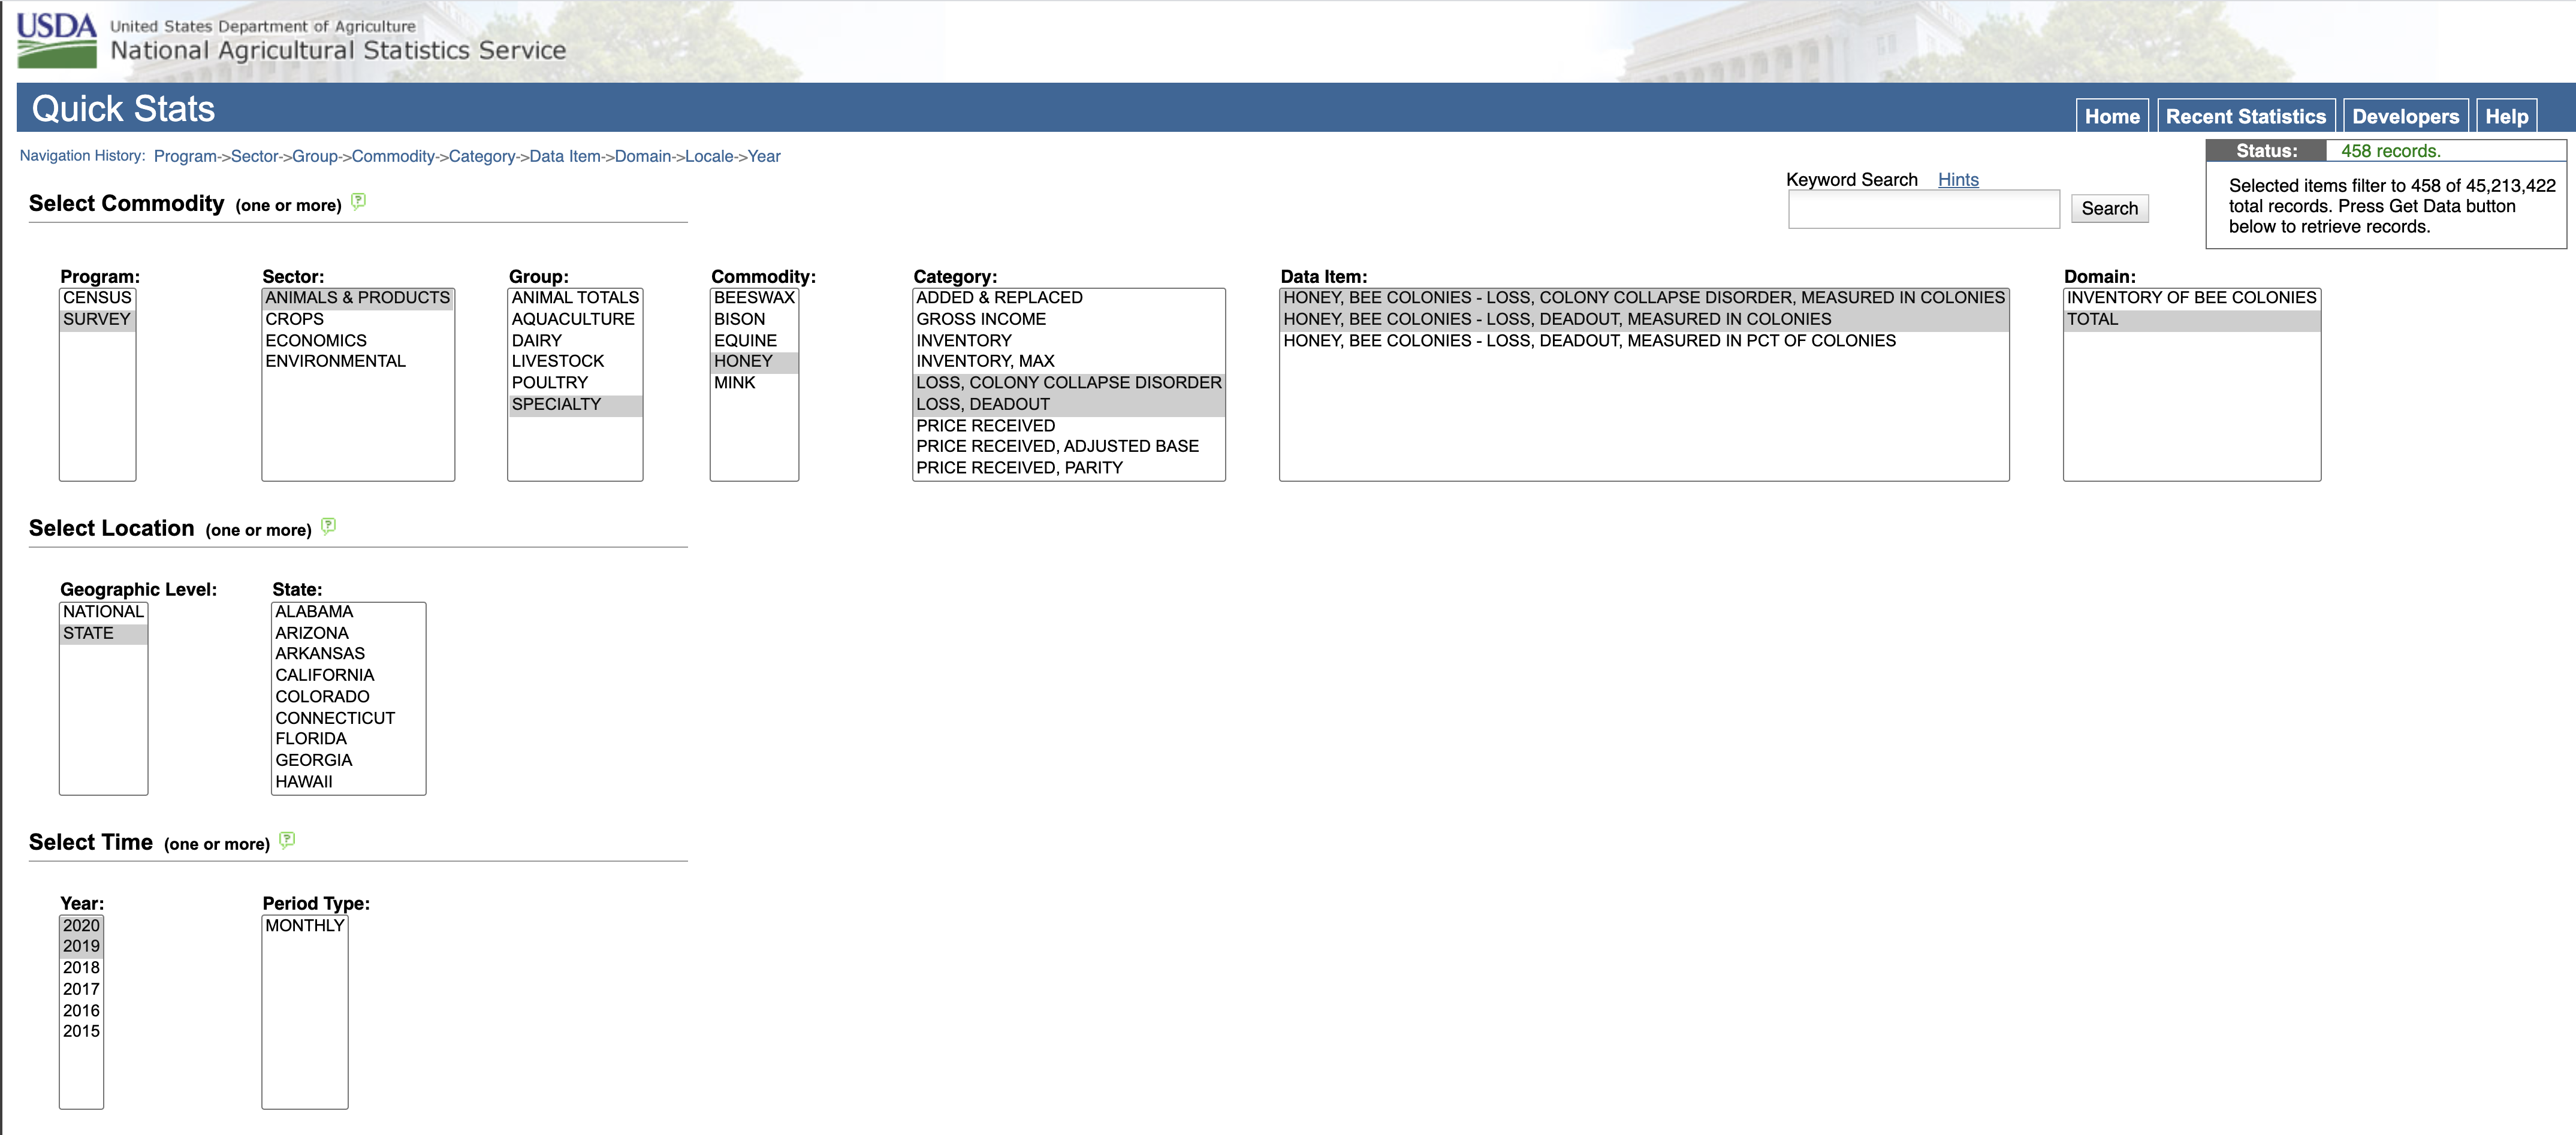 USDA
United States Department of Agriculture
National Agricultural Statistics Service
Quick Stats
Home
Recent Statistics
Developers
Help
Navigation History: Program->Sector->Group->Commodity->Category->Data Item->Domain->Locale->Year
Status: 458 records.
Selected items filter to 458 of 45,213,422
total records. Press Get Data button
below to retrieve records.
Keyword Search Hints
Search
Select Commodity (one or more) ?
Program:
CENSUS
SURVEY
Sector:
ANIMALS & PRODUCTS
CROPS
ECONOMICS
ENVIRONMENTAL
Group:
ANIMAL TOTALS
AQUACULTURE
DAIRY
LIVESTOCK
POULTRY
SPECIALTY
Commodity:
BEESWAX
BISON
EQUINE
HONEY
MINK
Category:
ADDED & REPLACED
GROSS INCOME
INVENTORY
INVENTORY, MAX
LOSS, COLONY COLLAPSE DISORDER
LOSS, DEADOUT
PRICE RECEIVED
PRICE RECEIVED, ADJUSTED BASE
PRICE RECEIVED, PARITY
Data Item:
HONEY, BEE COLONIES - LOSS, COLONY COLLAPSE DISORDER, MEASURED IN COLONIES
HONEY, BEE COLONIES - LOSS, DEADOUT, MEASURED IN COLONIES
HONEY, BEE COLONIES - LOSS, DEADOUT, MEASURED IN PCT OF COLONIES
Domain:
INVENTORY OF BEE COLONIES
TOTAL
Select Location (one or more) ?
Geographic Level:
NATIONAL
STATE
State:
ALABAMA
ARIZONA
ARKANSAS
CALIFORNIA
COLORADO
CONNECTICUT
FLORIDA
GEORGIA
HAWAII
Select Time (one or more) ?
Year:
2020
2019
2018
2017
2016
2015
Period Type:
MONTHLY